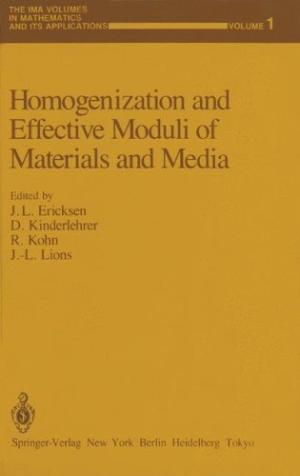 THE IMA VOLUMES
IN MATHEMATICS
AND ITS APPLICATIONS VOLUME 1
Homogenization and
Effective Moduli of
Materials and Media
Edited by
J. L. Ericksen
D. Kinderlehrer
R. Kohn
J.-L. Lions
Springer-Verlag New York Berlin Heidelberg Tokyo